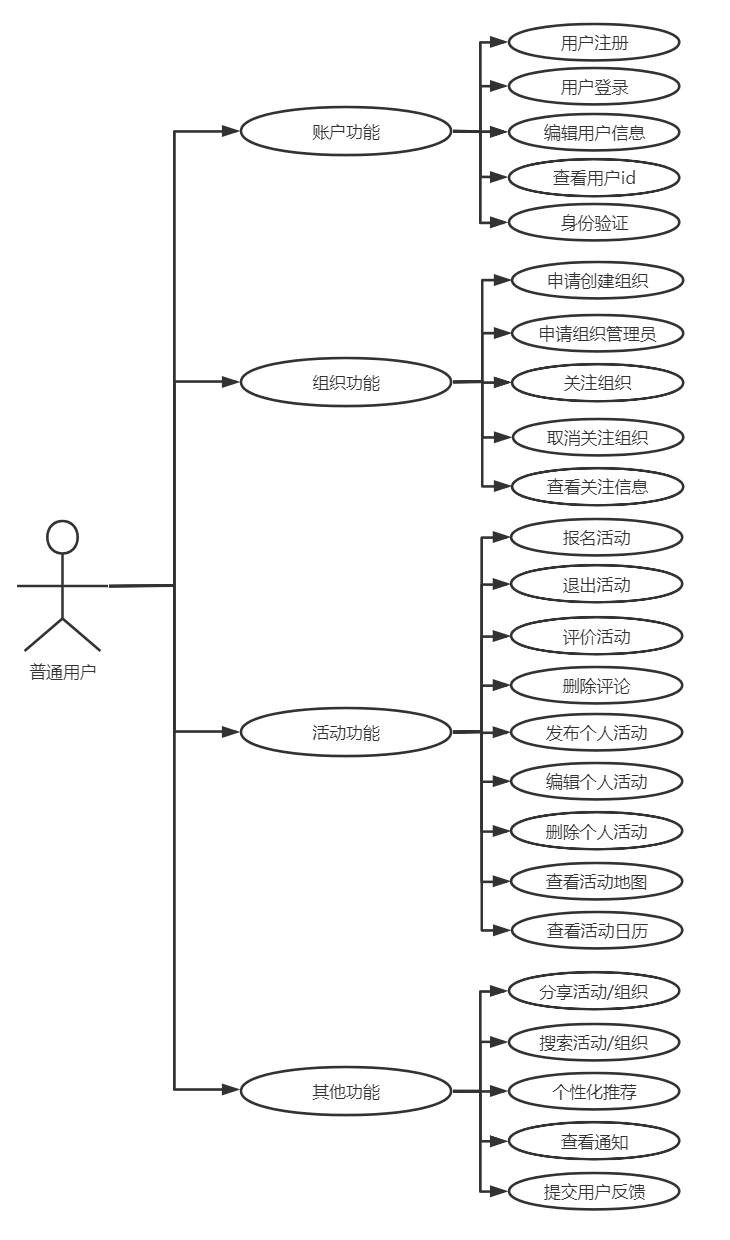 用户注册
用户登录
账户功能
编辑用户信息
查看用户id
身份验证
申请创建组织
申请组织管理员
组织功能
关注组织
取消关注组织
查看关注信息
报名活动
退出活动
评价活动
普通用户
删除评论
活动功能
发布个人活动
编辑个人活动
删除个人活动
查看活动地图
查看活动日历
分享活动/组织
搜索活动/组织
其他功能
个性化推荐
查看通知
提交用户反馈